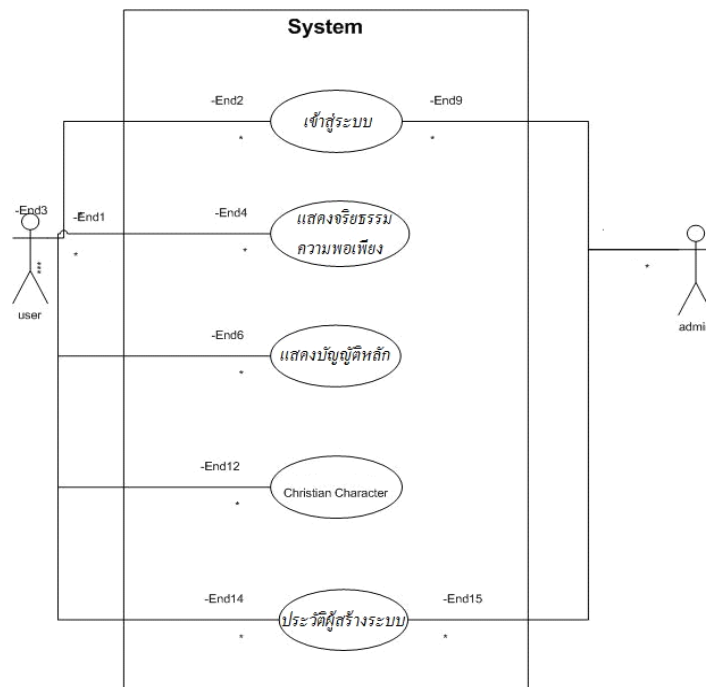 System
-End2
เข้าสู่ระบบ
-End9
*
*
-End3
-End1
-End4
แสดงจริยธรรม
ความพอเพียง
*
*
*
***
user
admin
-End6
แสดงบัญญัติหลัก
*
-End12
Christian Character
*
-End14
ประวัติผู้สร้างระบบ
-End15
*
*